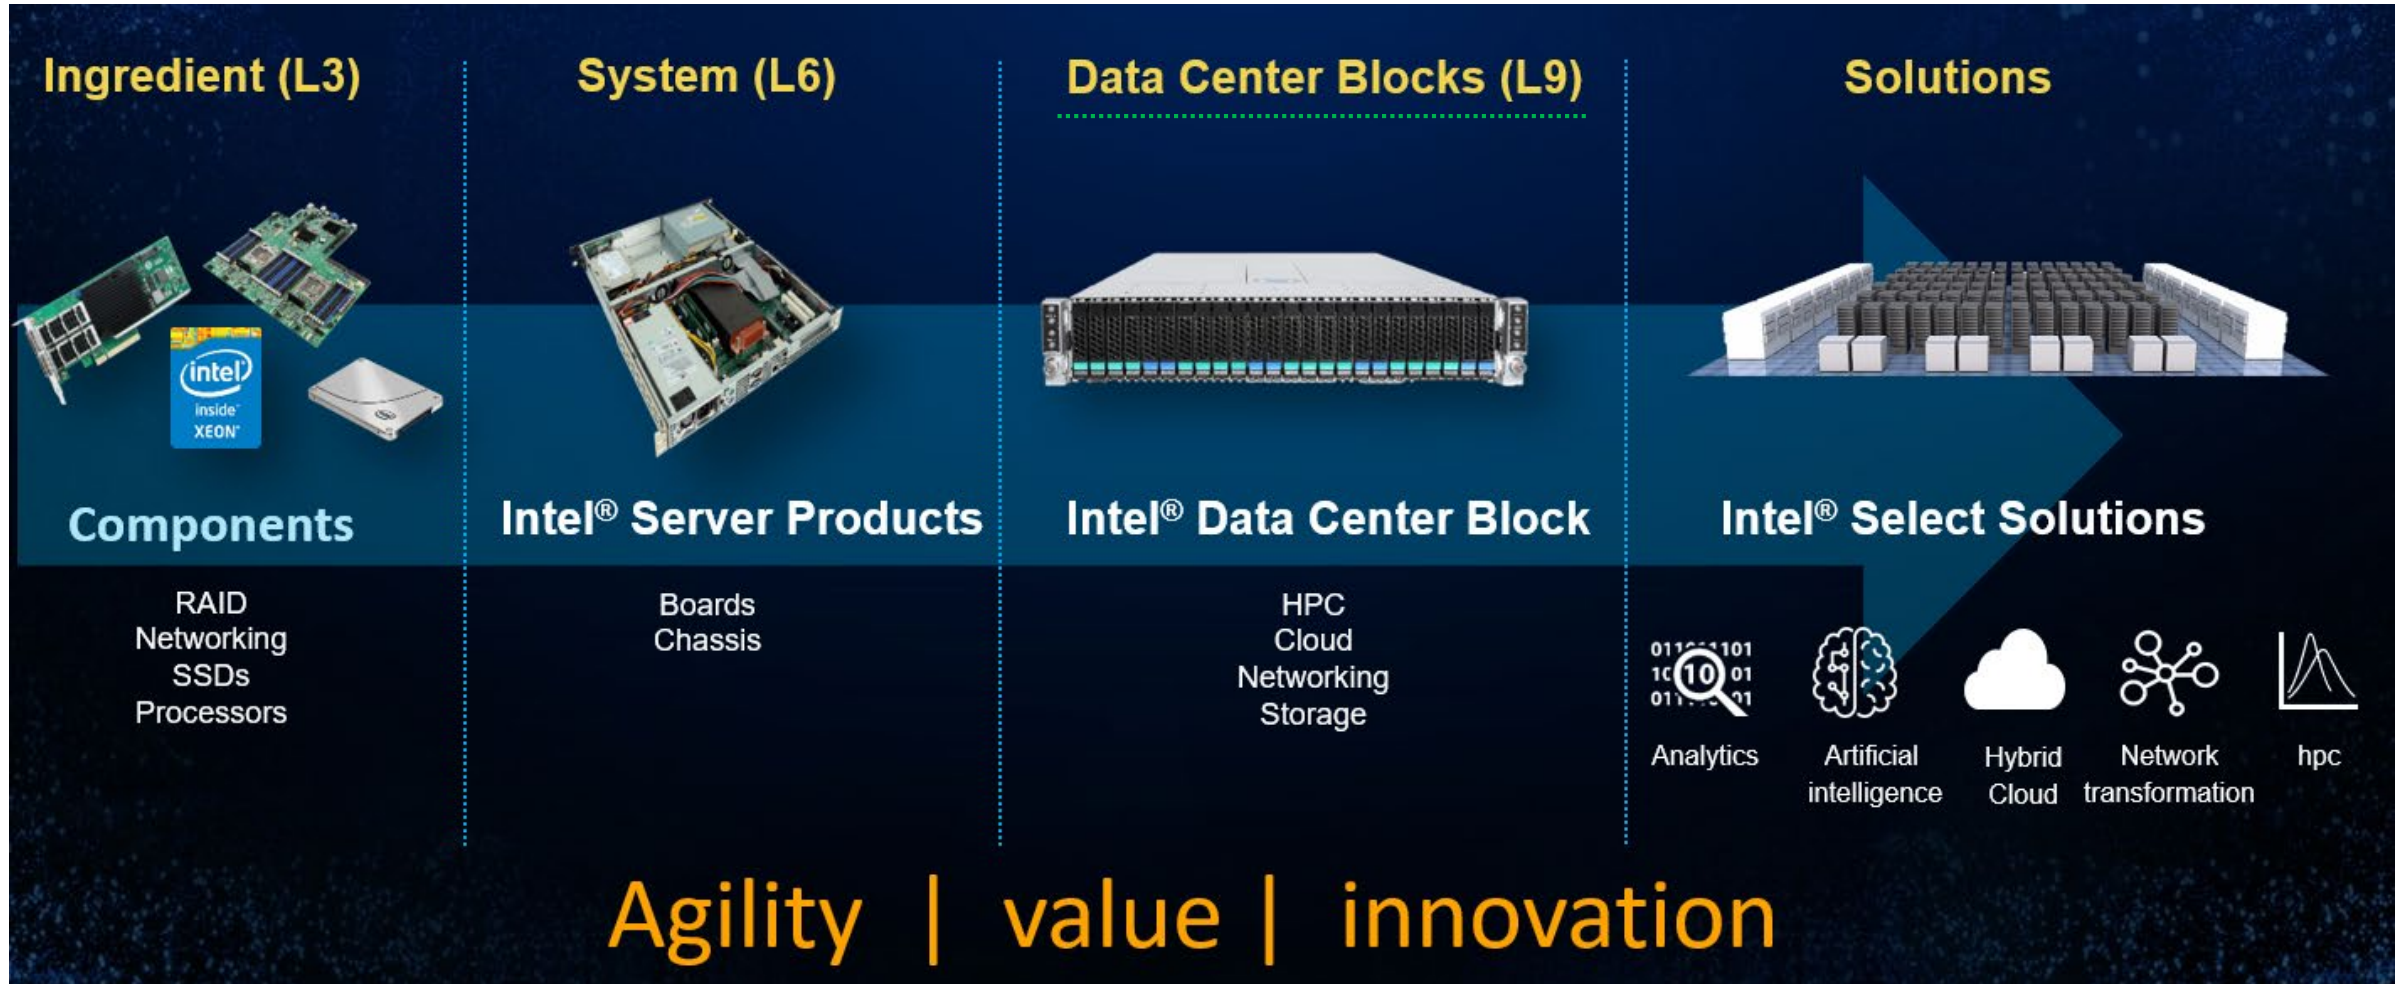 Ingredient (L3)
System (L6)
Data Center Blocks (L9)
Solutions
intel
inside
XEON
Components
Intel® Server Products
Intel® Data Center Block
Intel® Select Solutions
RAID
Networking
SSDs
Processors
Boards
Chassis
HPC
Cloud
Networking
Storage
10
01
Analytics
Artificial
intelligence
Hybrid
Cloud
Network
transformation
hpc
Agility | value | innovation